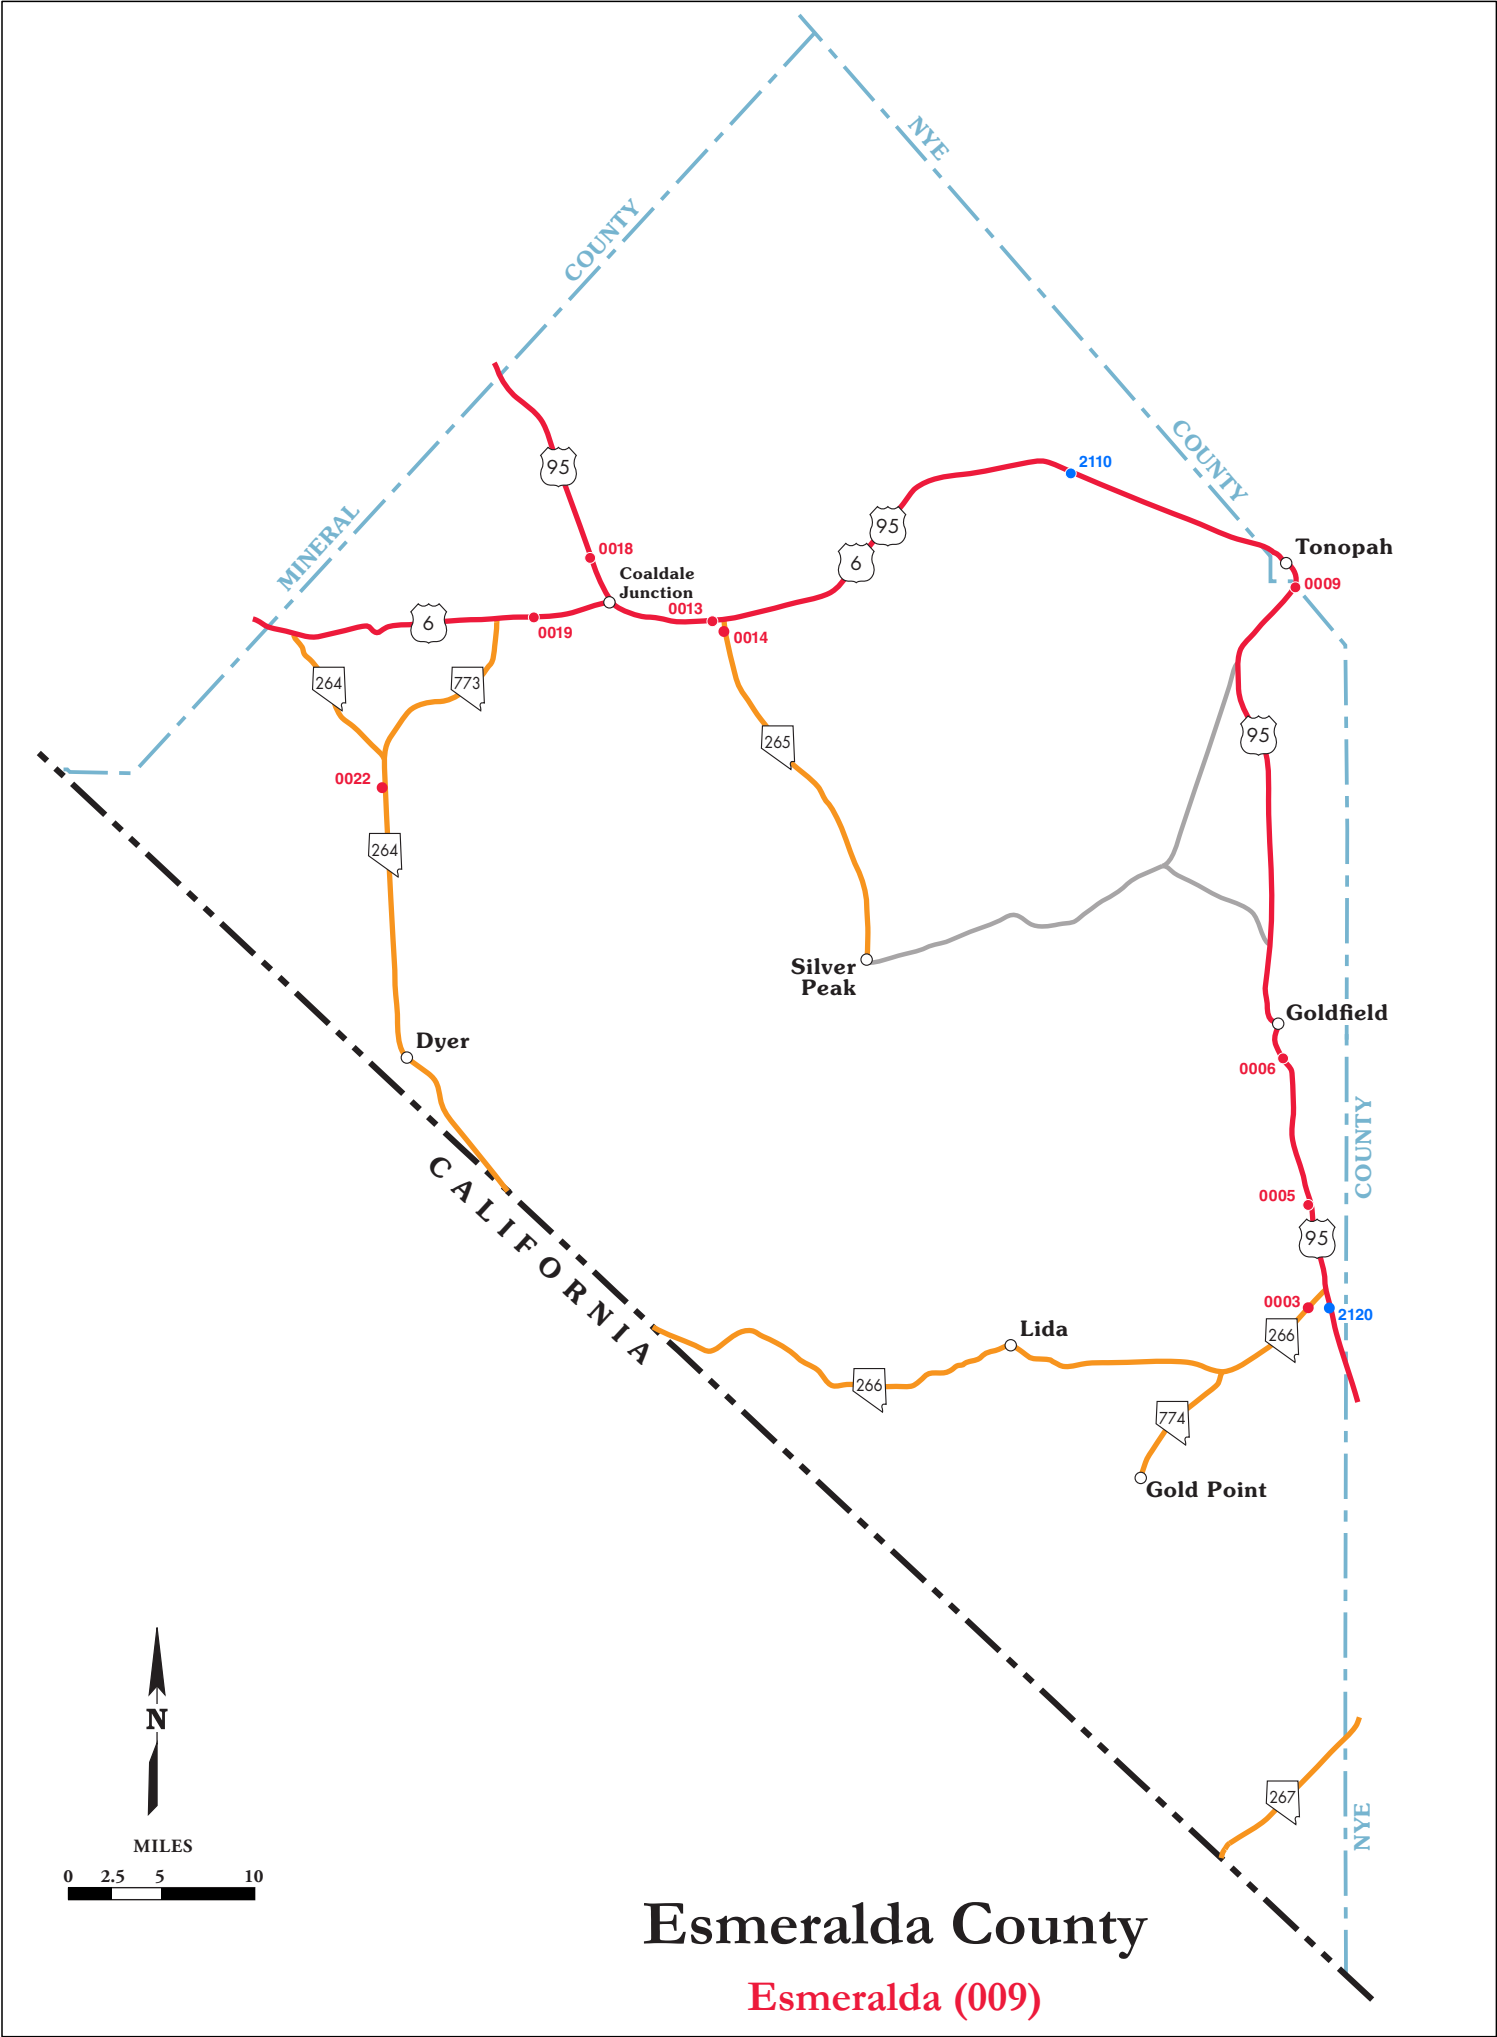 NYE
COUNTY
COUNTY
95
2110
MINERAL
95
Tonopah
0018
6
Coaldale
Junction
0009
0013
6
0019
0014
264
773
265
95
0022
264
Silver
Peak
Goldfield
Dyer
0006
COUNTY
CALIFORNIA
0005
95
0003
2120
Lida
266
266
774
Gold Point
N
267
NYE
MILES
0 2.5 5 10
Esmeralda County
Esmeralda (009)